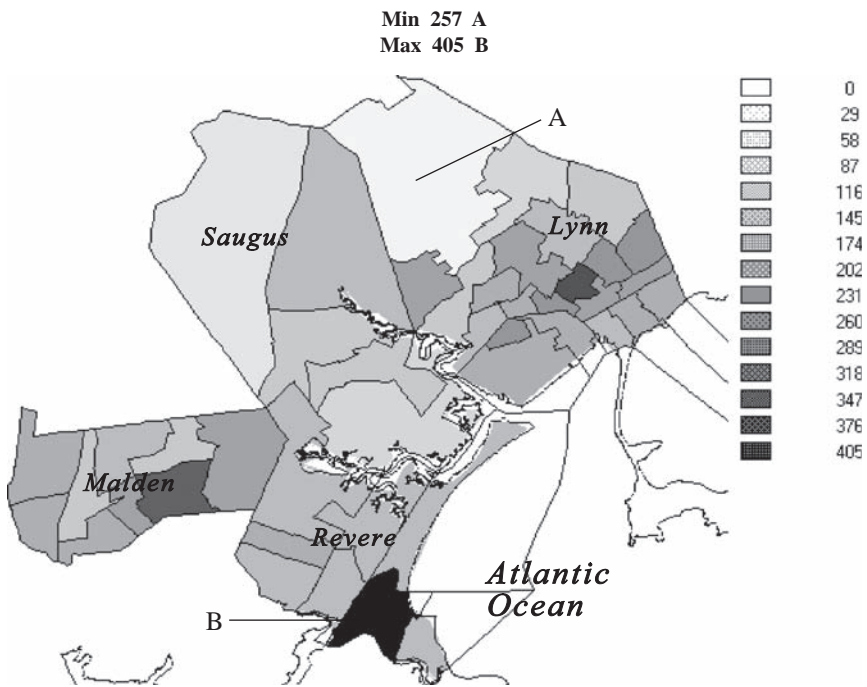 Min 257 A
Max 405 B
A
Saugus
Lynn
Malden
Revere
Atlantic
Ocean
B
0
29
58
87
116
145
174
202
231
260
289
318
347
376
405